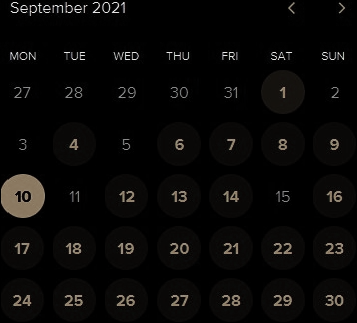 September 2021
MON TUE WED THU FRI SAT SUN
27 28 29 30 31 1 2
3 4 5 6 7 8 9
10 11 12 13 14 15 16
17 18 19 20 21 22 23
24 25 26 27 28 29 30